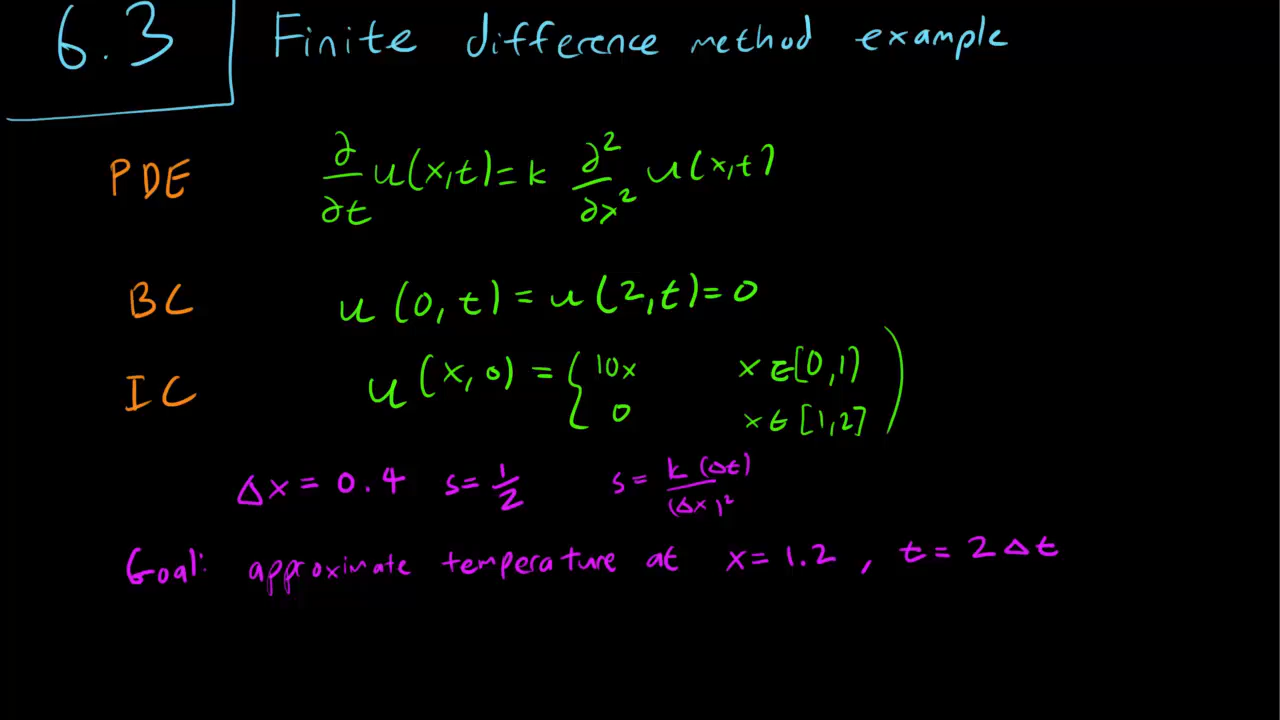 6.3 Finite difference method example
PDE ∂/∂t u(x,t) = k ∂²/∂x² u(x,t)
BC u(0,t) = u(2,t) = 0
IC u(x,0) = { 10x x∈[0,1)
0 x∈[1,2]
Δx = 0.4 s = 1/2 s = k(Δt)/(Δx)²
Goal: approximate temperature at x = 1.2, t = 2Δt